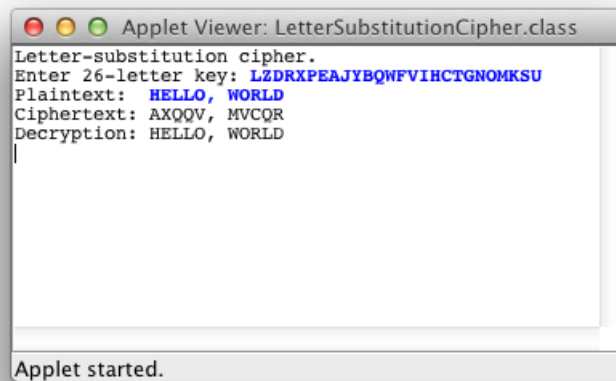 Applet Viewer: LetterSubstitutionCipher.class
Letter-substitution cipher.
Enter 26-letter key: LZDRXPEAJYBQWFVIHCTGNOMKSU
Plaintext:  HELLO, WORLD
Ciphertext: AXQQV, MVCQR
Decryption: HELLO, WORLD
Applet started.